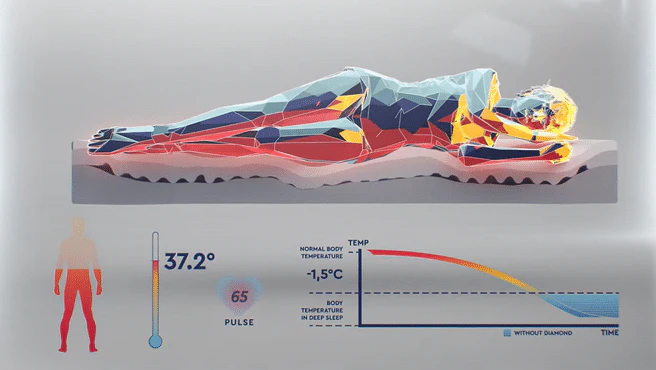 37.2°
65
PULSE
TEMP
NORMAL BODY
TEMPERATURE
-1,5°C
BODY
TEMPERATURE
IN DEEP SLEEP
WITHOUT DIAMOND
TIME